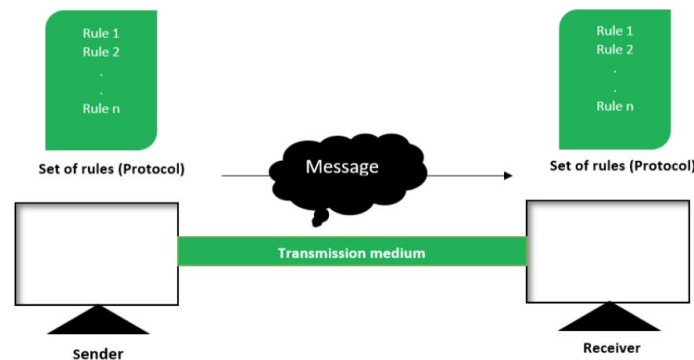 Rule 1
Rule 2
.
.
Rule n
Set of rules (Protocol)
Rule 1
Rule 2
.
.
Rule n
Set of rules (Protocol)
Message
Transmission medium
Sender
Receiver